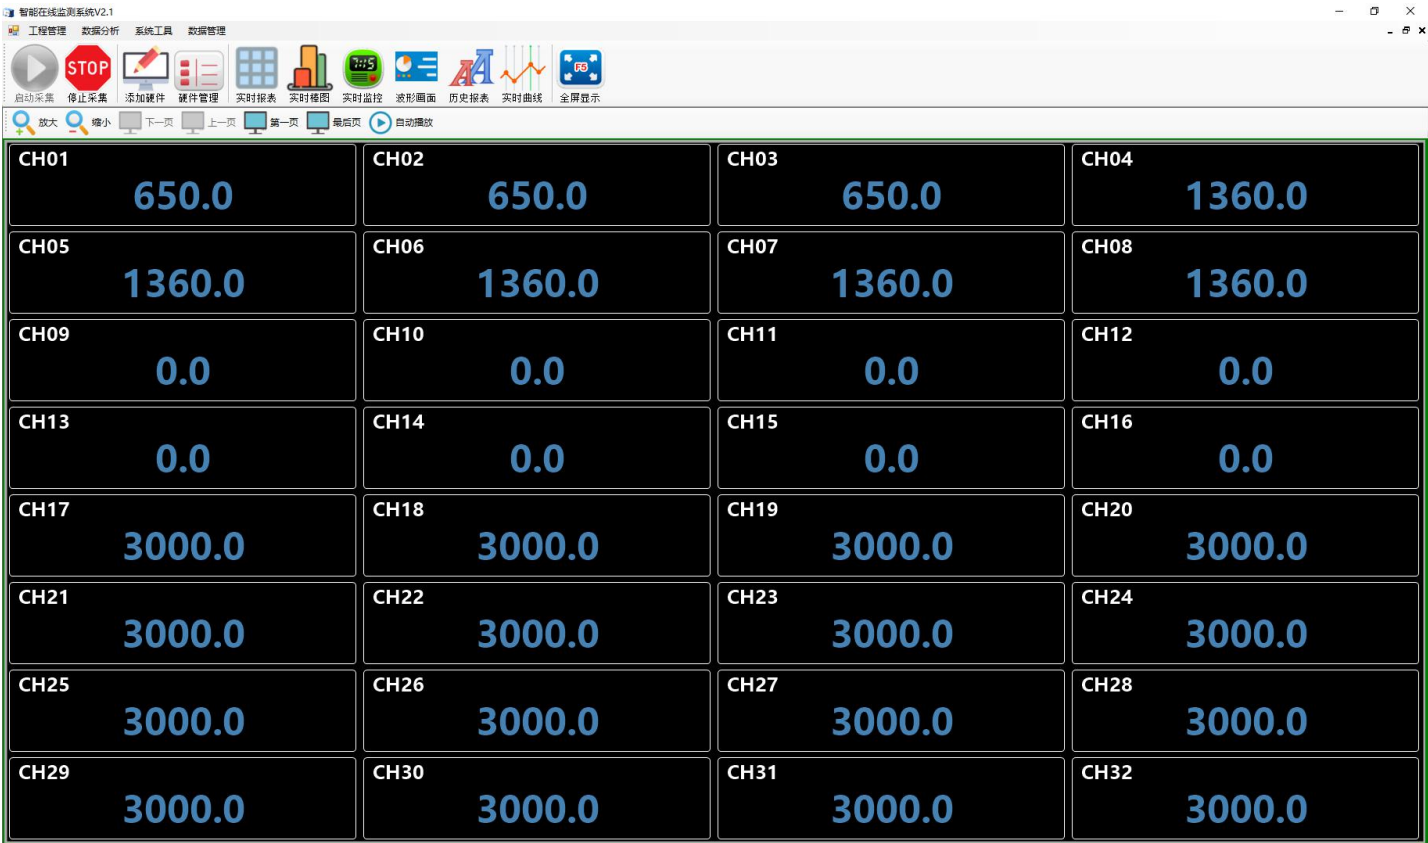 智能在线监测系统V2.1
工程管理 数据分析 系统工具 数据管理
STOP 7:15 F5
启动采集 停止采集 添加硬件 硬件管理 实时报表 实时棒图 实时监控 波形画面 历史报表 实时曲线 全屏显示
放大 缩小 下一页 上一页 第一页 最后页 自动播放
CH01 CH02 CH03 CH04
650.0 650.0 650.0 1360.0
CH05 CH06 CH07 CH08
1360.0 1360.0 1360.0 1360.0
CH09 CH10 CH11 CH12
0.0 0.0 0.0 0.0
CH13 CH14 CH15 CH16
0.0 0.0 0.0 0.0
CH17 CH18 CH19 CH20
3000.0 3000.0 3000.0 3000.0
CH21 CH22 CH23 CH24
3000.0 3000.0 3000.0 3000.0
CH25 CH26 CH27 CH28
3000.0 3000.0 3000.0 3000.0
CH29 CH30 CH31 CH32
3000.0 3000.0 3000.0 3000.0